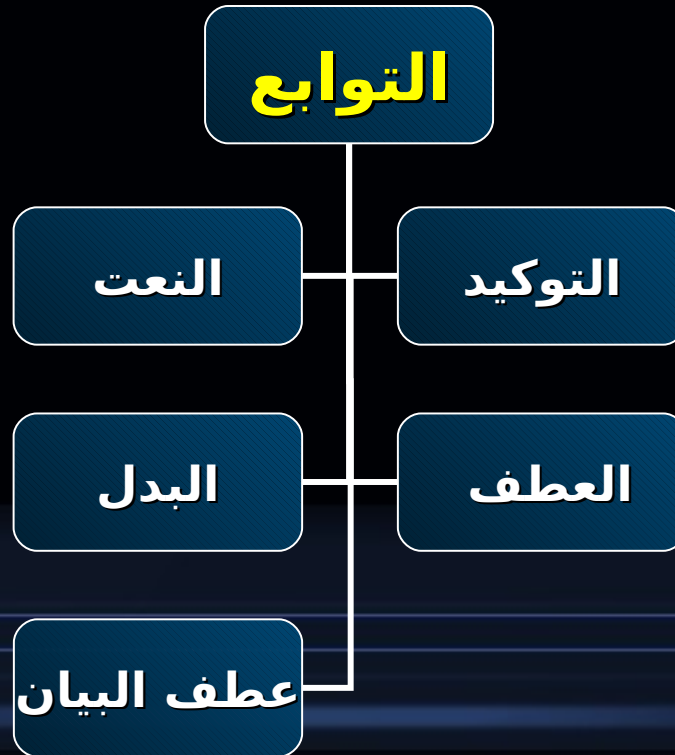 التوابع
التوكيد
النعت
العطف
البدل
عطف البيان